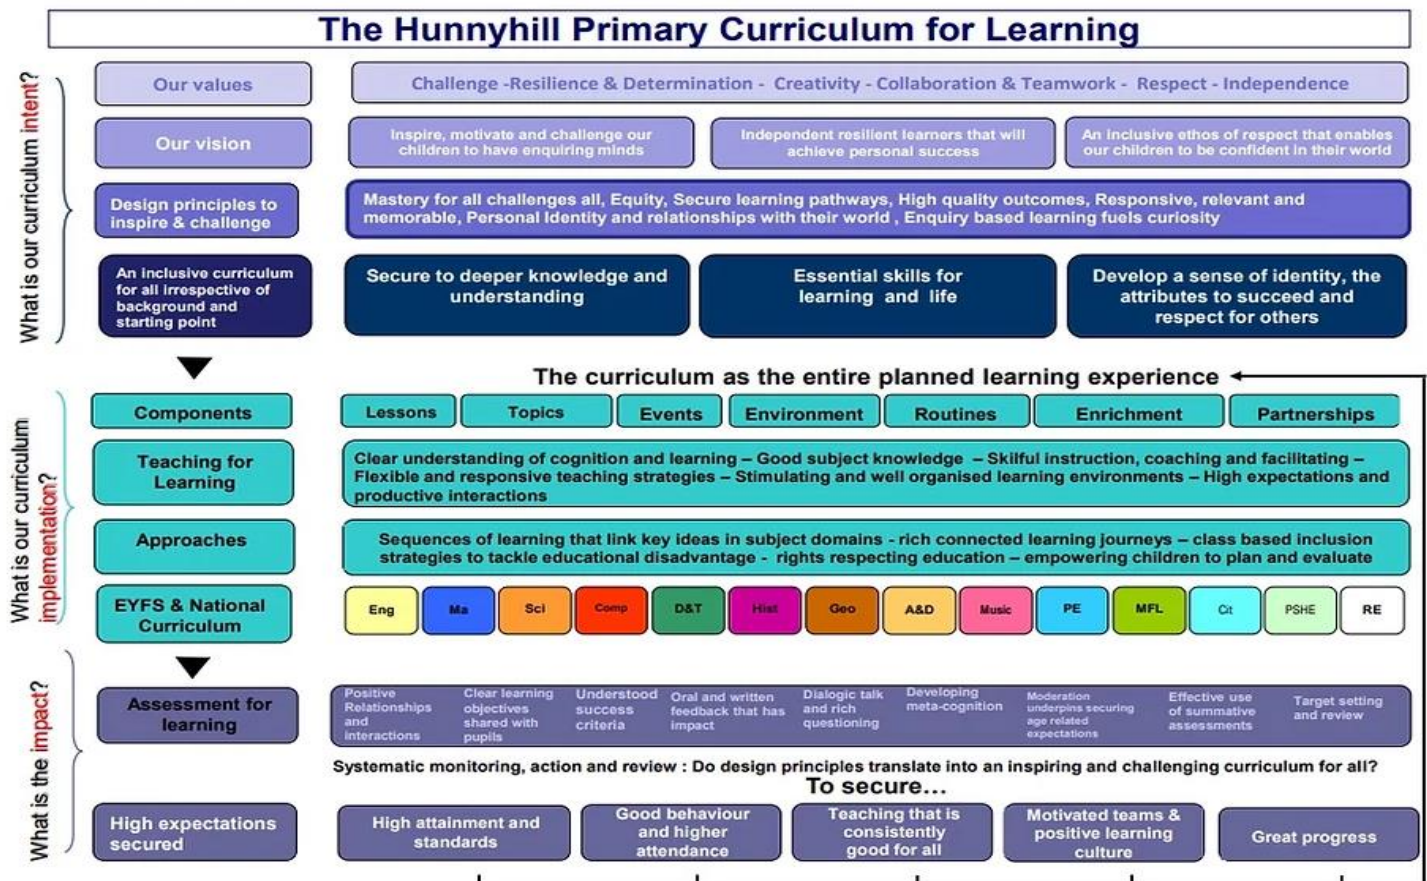 The Hunnyhill Primary Curriculum for Learning
What is our curriculum intent?
Our values
Challenge -Resilience & Determination - Creativity - Collaboration & Teamwork - Respect - Independence
Our vision
Inspire, motivate and challenge our
children to have enquiring minds
Independent resilient learners that will
achieve personal success
An inclusive ethos of respect that enables
our children to be confident in their world
Design principles to
inspire & challenge
Mastery for all challenges all, Equity, Secure learning pathways, High quality outcomes, Responsive, relevant and
memorable, Personal Identity and relationships with their world , Enquiry based learning fuels curiosity
An inclusive curriculum
for all irrespective of
background and
starting point
Secure to deeper knowledge and
understanding
Essential skills for
learning and life
Develop a sense of identity, the
attributes to succeed and
respect for others
The curriculum as the entire planned learning experience
What is our curriculum
implementation?
Components
Lessons
Topics
Events
Environment
Routines
Enrichment
Partnerships
Teaching for
Learning
Clear understanding of cognition and learning – Good subject knowledge – Skilful instruction, coaching and facilitating –
Flexible and responsive teaching strategies – Stimulating and well organised learning environments – High expectations and
productive interactions
Approaches
Sequences of learning that link key ideas in subject domains - rich connected learning journeys – class based inclusion
strategies to tackle educational disadvantage - rights respecting education – empowering children to plan and evaluate
EYFS & National
Curriculum
Eng
Ma
Sci
Comp
D&T
Hist
Geo
A&D
Music
PE
MFL
Cit
PSHE
RE
What is the impact?
Assessment for
learning
Positive
Relationships
and
interactions
Clear learning
objectives
shared with
pupils
Understood
success
criteria
Oral and written
feedback that has
impact
Dialogic talk
and rich
questioning
Developing
meta-cognition
Moderation
underpins securing
age related
expectations
Effective use
of summative
assessments
Target setting
and review
Systematic monitoring, action and review : Do design principles translate into an inspiring and challenging curriculum for all?
To secure...
High expectations
secured
High attainment and
standards
Good behaviour
and higher
attendance
Teaching that is
consistently
good for all
Motivated teams &
positive learning
culture
Great progress